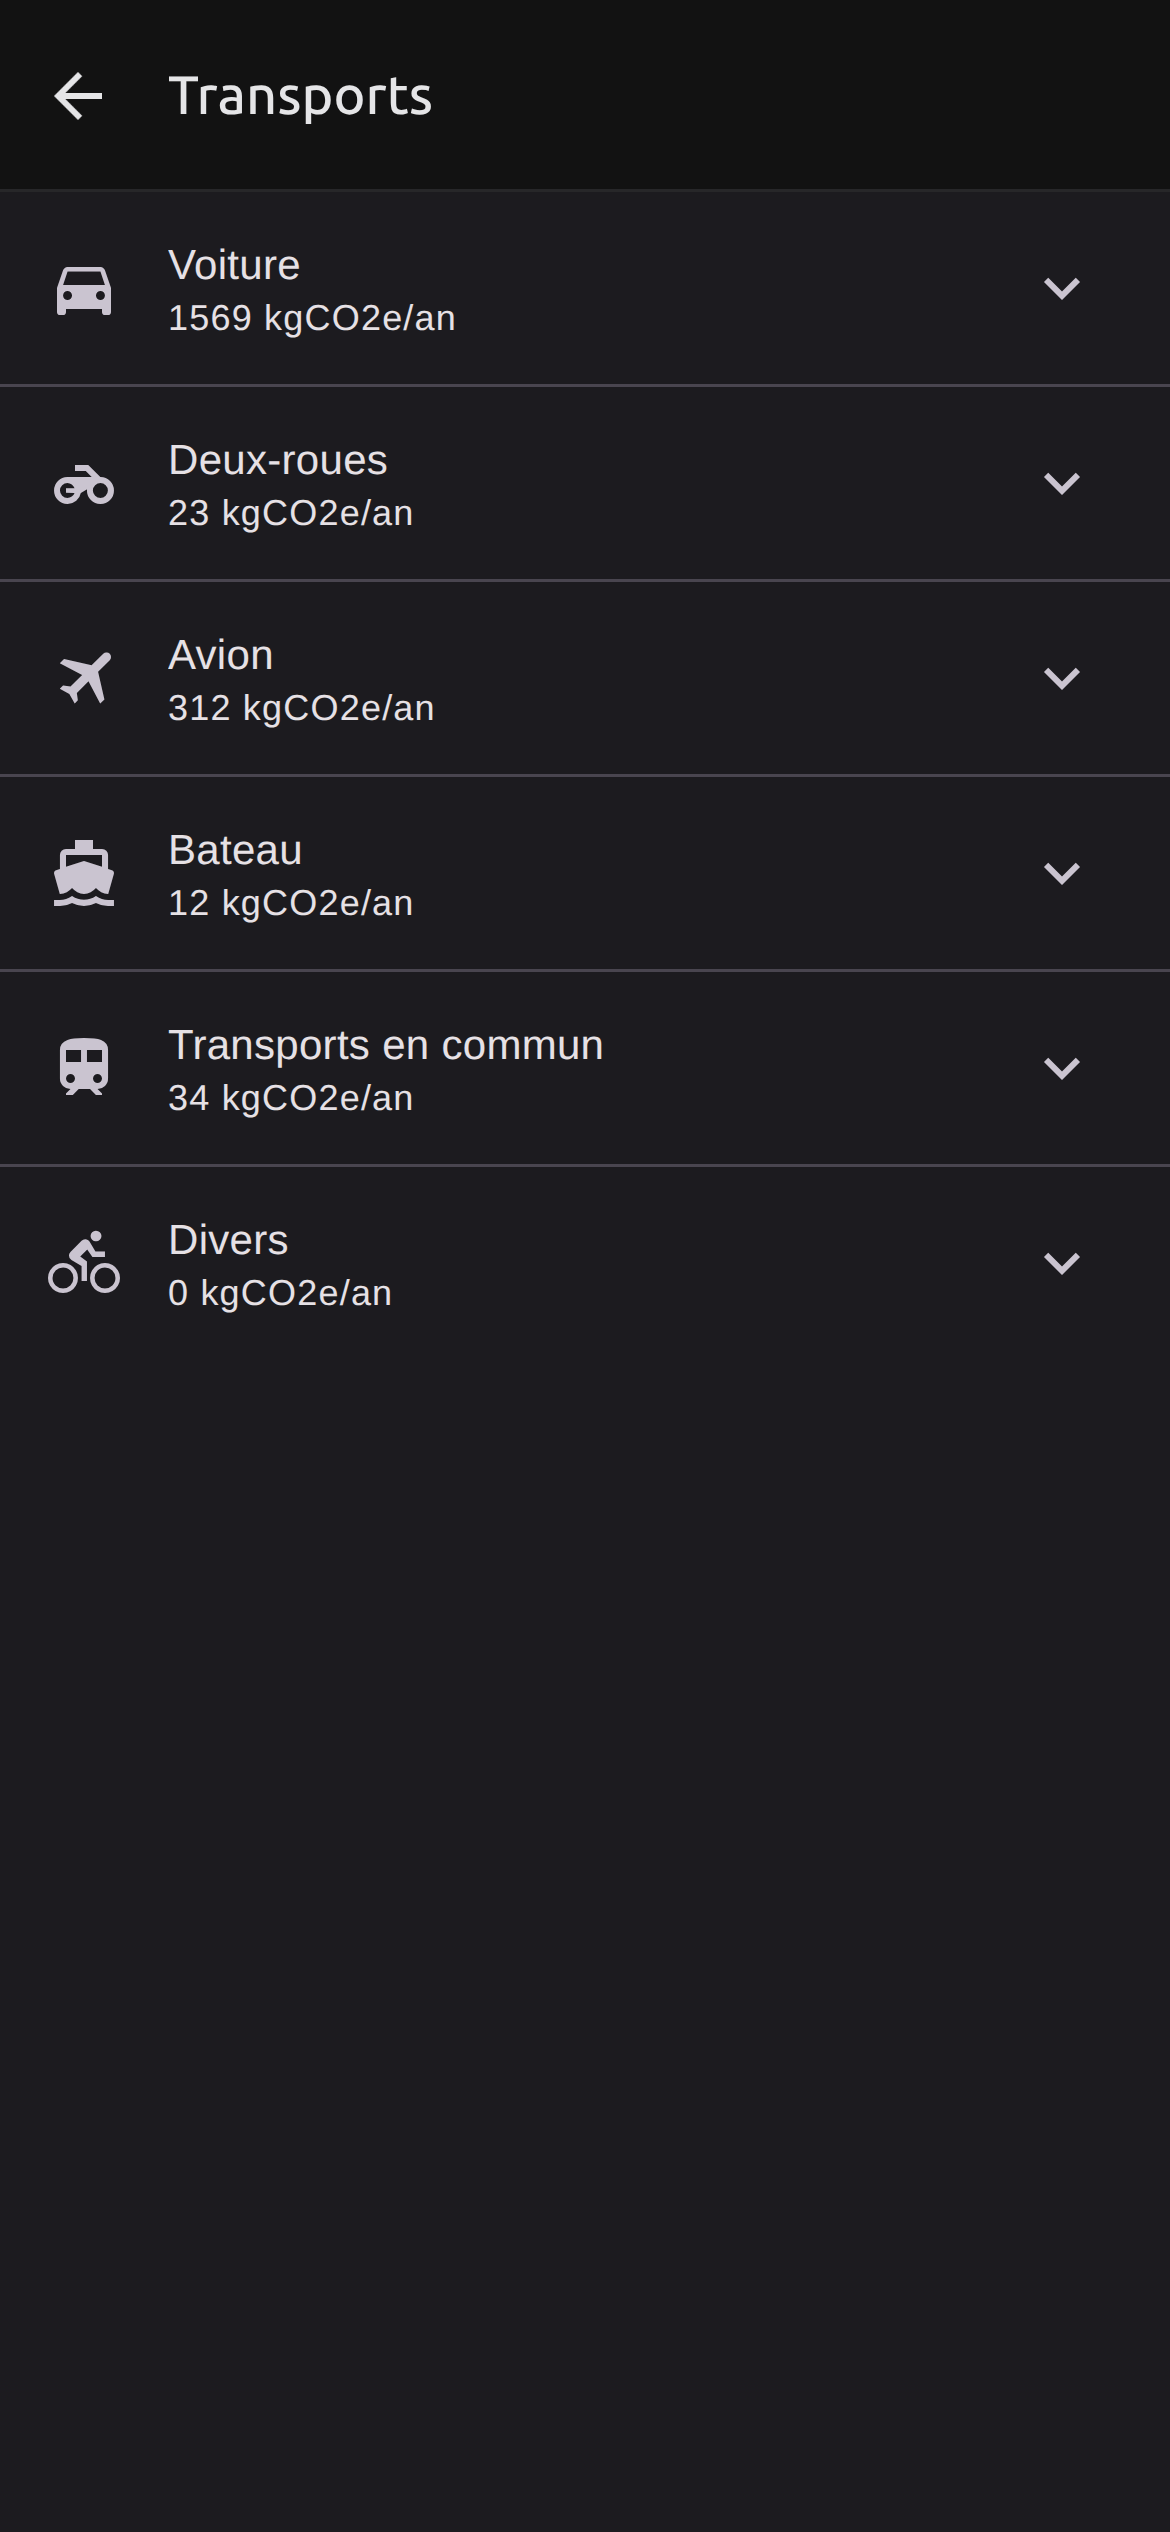 Transports
Voiture
1569 kgCO2e/an
Deux-roues
23 kgCO2e/an
Avion
312 kgCO2e/an
Bateau
12 kgCO2e/an
Transports en commun
34 kgCO2e/an
Divers
0 kgCO2e/an